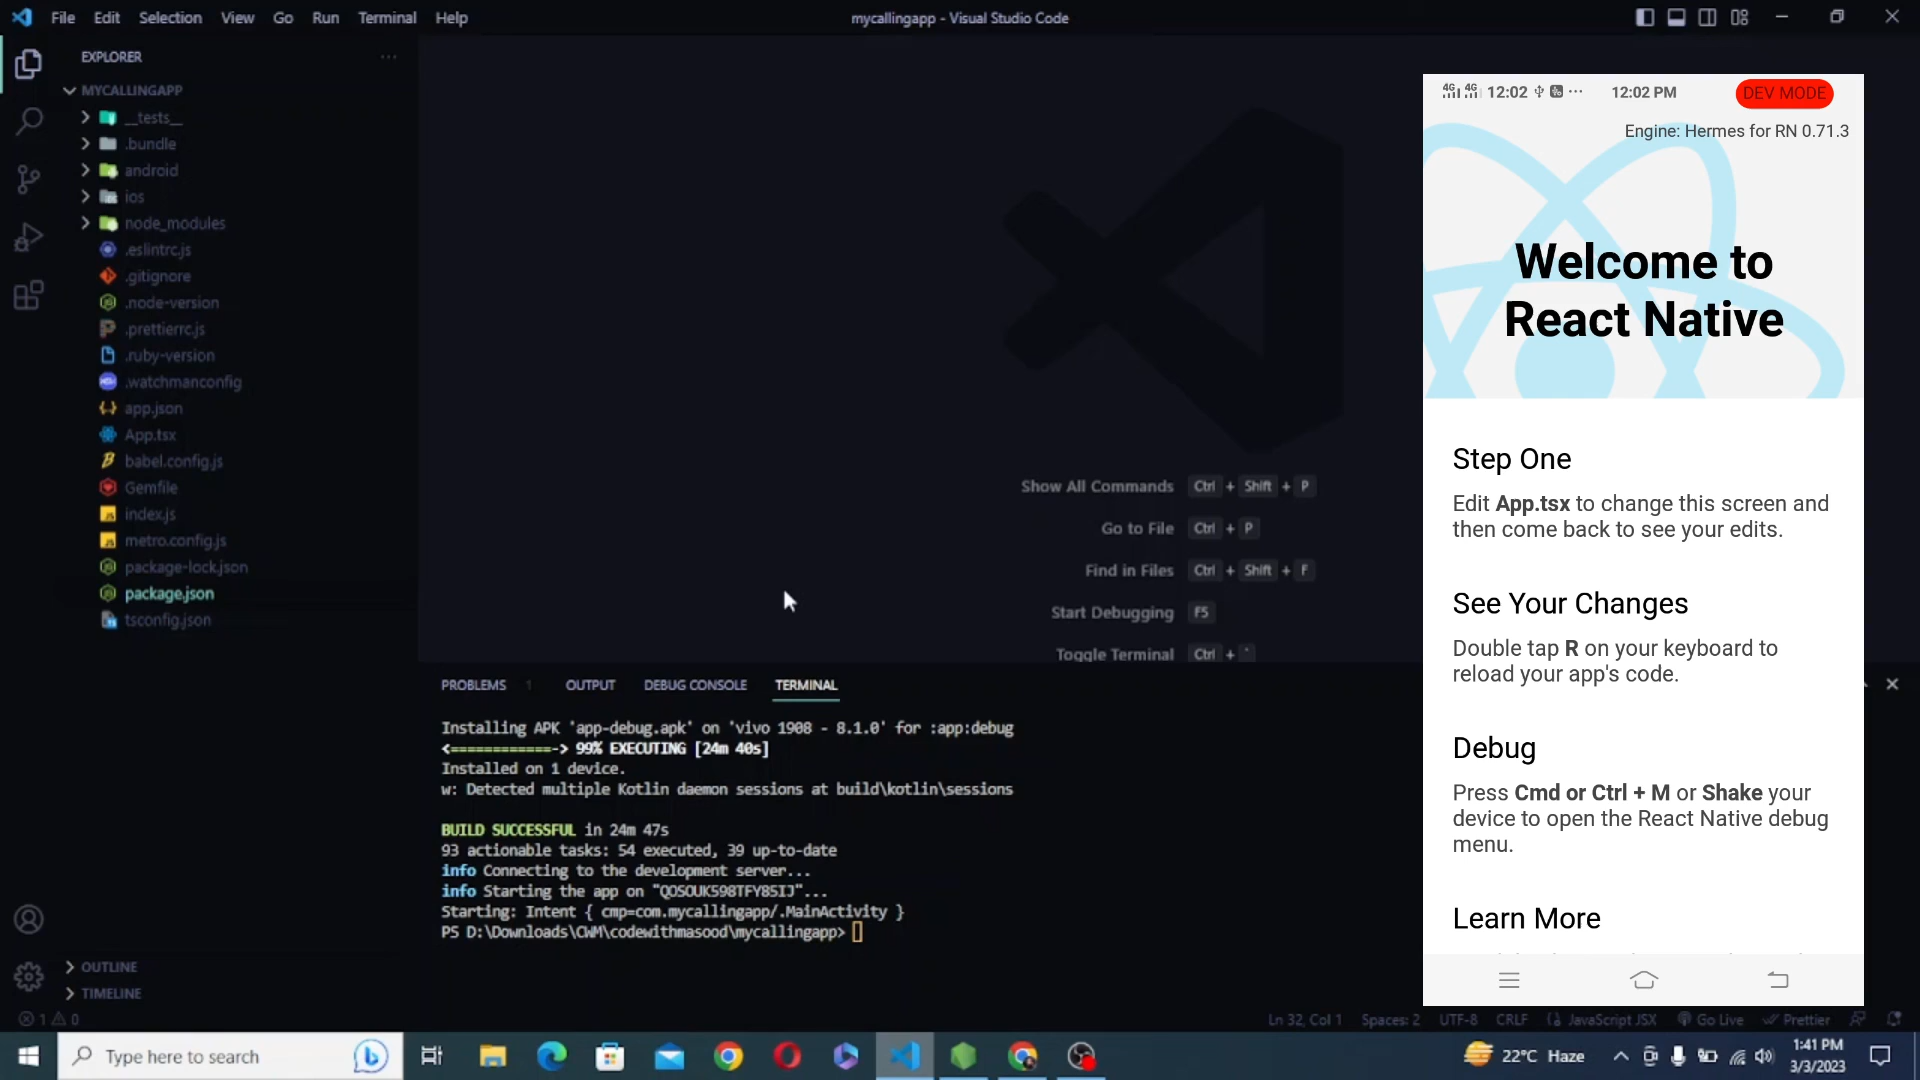 File Edit Selection View Go Run Terminal Help
mycallingapp - Visual Studio Code
EXPLORER
MYCALLINGAPP
__tests__
.bundle
android
ios
node_modules
.eslintrc.js
.gitignore
.node-version
.prettierrc.js
.ruby-version
.watchmanconfig
app.json
App.tsx
babel.config.js
Gemfile
index.js
metro.config.js
package-lock.json
package.json
tsconfig.json
OUTLINE
TIMELINE
Show All Commands Ctrl + Shift + P
Go to File Ctrl + P
Find in Files Ctrl + Shift + F
Start Debugging F5
Toggle Terminal Ctrl + `
PROBLEMS 1 OUTPUT DEBUG CONSOLE TERMINAL
Installing APK 'app-debug.apk' on 'vivo 1908 - 8.1.0' for :app:debug
<============-> 99% EXECUTING [24m 40s]
Installed on 1 device.
w: Detected multiple Kotlin daemon sessions at build\kotlin\sessions
BUILD SUCCESSFUL in 24m 47s
93 actionable tasks: 54 executed, 39 up-to-date
info Connecting to the development server...
info Starting the app on "QOSOUK598TFY85IJ"...
Starting: Intent { cmp=com.mycallingapp/.MainActivity }
PS D:\Downloads\CWM\codewithmasood\mycallingapp>
4G 4G 12:02 12:02 PM DEV MODE
Engine: Hermes for RN 0.71.3
Welcome to
React Native
Step One
Edit App.tsx to change this screen and
then come back to see your edits.
See Your Changes
Double tap R on your keyboard to
reload your app's code.
Debug
Press Cmd or Ctrl + M or Shake your
device to open the React Native debug
menu.
Learn More
1 0
Ln 32, Col 1 Spaces: 2 UTF-8 CRLF JavaScript JSX Go Live Prettier
Type here to search
22°C Haze
1:41 PM
3/3/2023